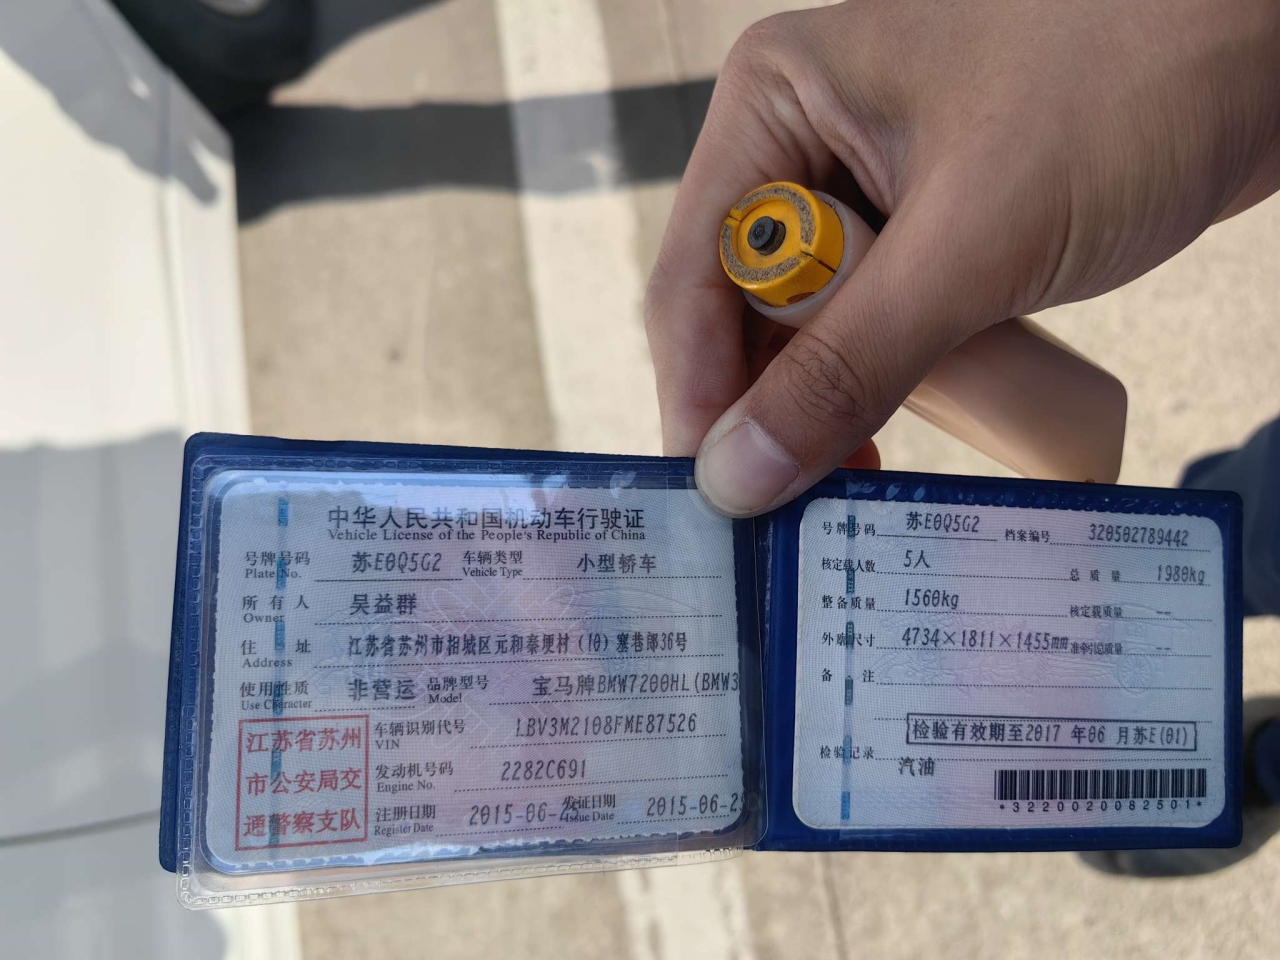 中华人民共和国机动车行驶证
Vehicle License of the People's Republic of China
号牌号码 苏E0Q5G2 车辆类型 小型轿车
Plate No. Vehicle Type
所有人 吴益群
Owner
住址 江苏省苏州市相城区元和秦埂村(10)塞巷郎36号
Address
使用性质 非营运 品牌型号 宝马牌BMW7200HL(BMW3
Use Character Model
江苏省苏州
市公安局交
通警察支队
车辆识别代号 LBV3M2108FME87526
VIN
发动机号码 2282C691
Engine No.
注册日期 2015-06-2 发证日期 2015-06-2
Register Date Issue Date
号牌号码 苏E0Q5G2 档案编号 320502789442
核定载人数 5人 总质量 1980kg
整备质量 1560kg 核定载质量 --
外廓尺寸 4734×1811×1455mm 准牵引总质量 --
备注
检验有效期至2017 年06 月苏E(01)
检验记录
汽油
*3220020082501*